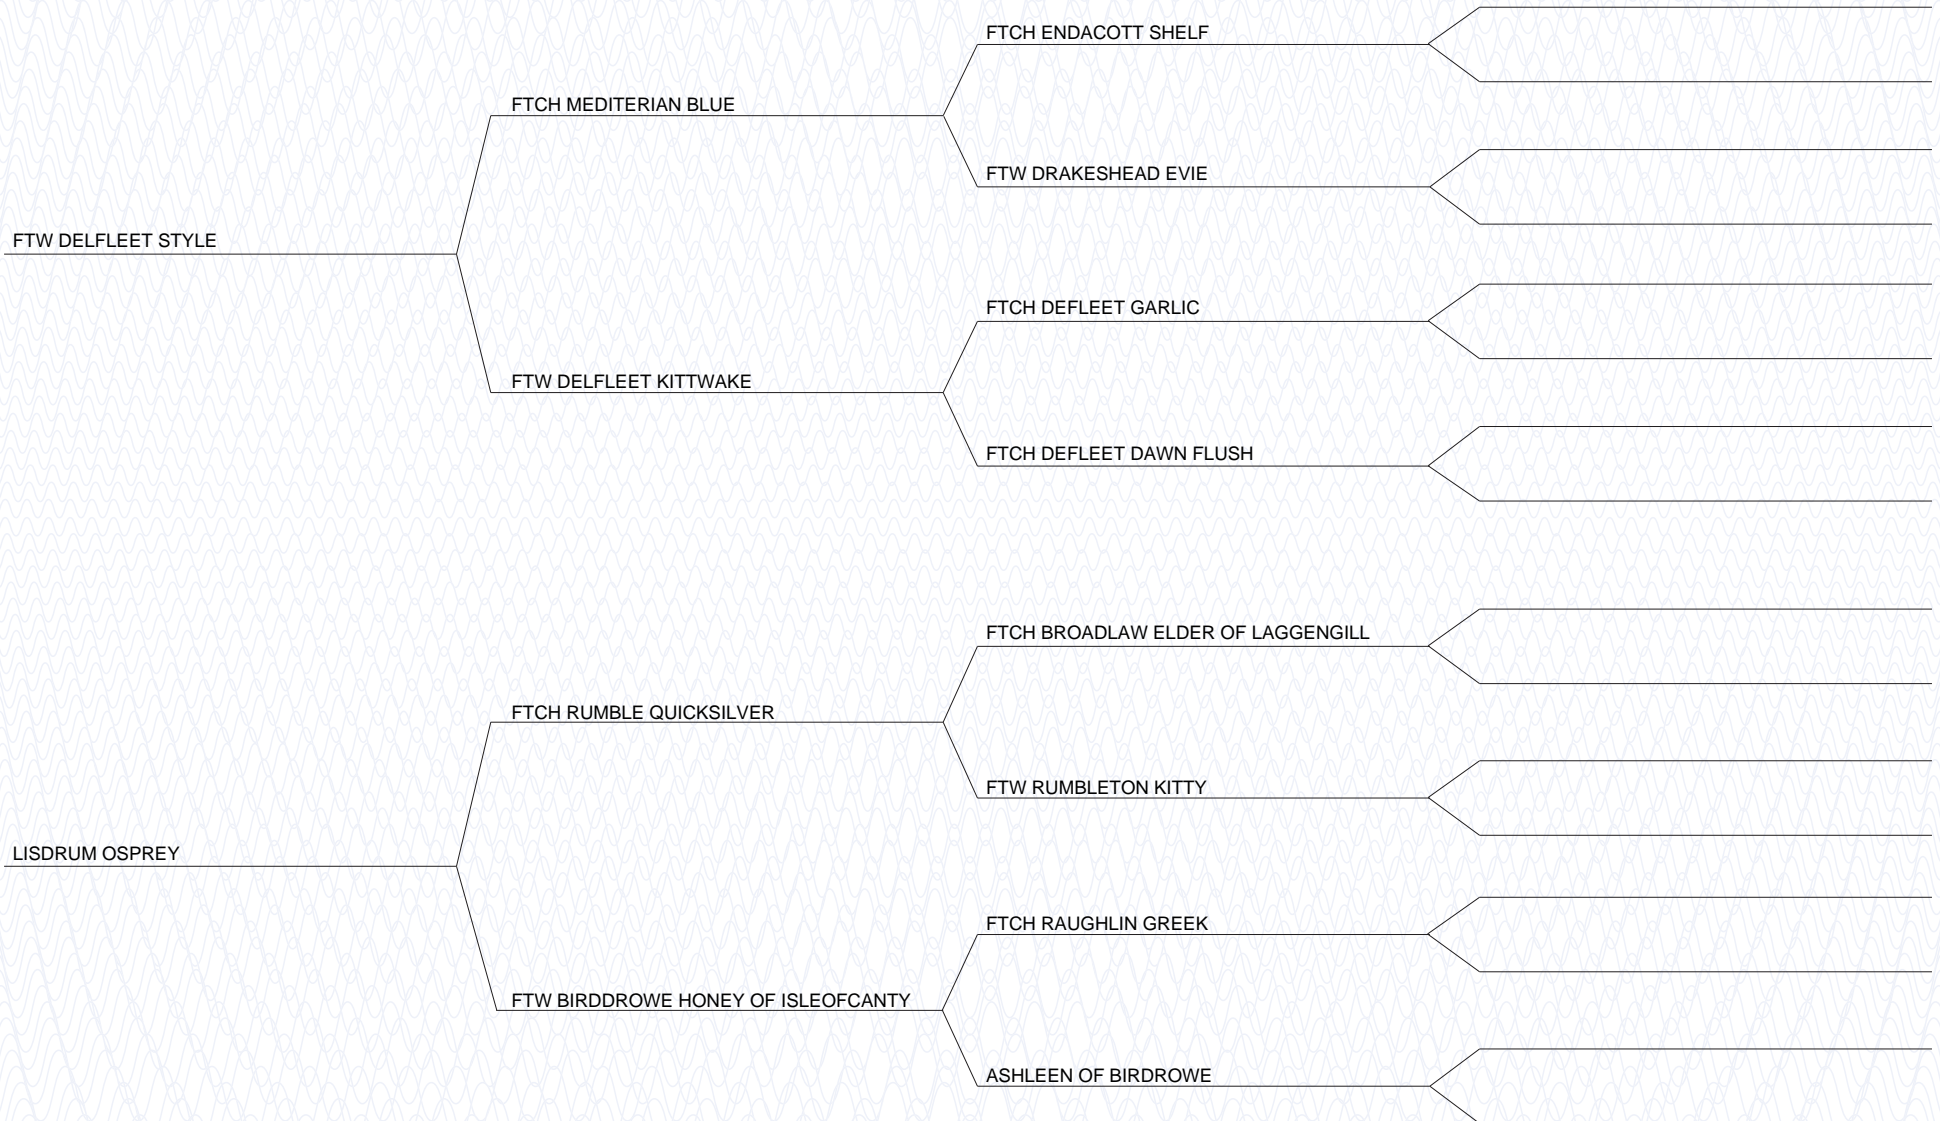 FTCH ENDACOTT SHELF
FTCH MEDITERIAN BLUE
FTW DRAKESHEAD EVIE
FTW DELFLEET STYLE
FTCH DEFLEET GARLIC
FTW DELFLEET KITTWAKE
FTCH DEFLEET DAWN FLUSH
FTCH BROADLAW ELDER OF LAGGENGILL
FTCH RUMBLE QUICKSILVER
FTW RUMBLETON KITTY
LISDRUM OSPREY
FTCH RAUGHLIN GREEK
FTW BIRDDROWE HONEY OF ISLEOFCANTY
ASHLEEN OF BIRDROWE